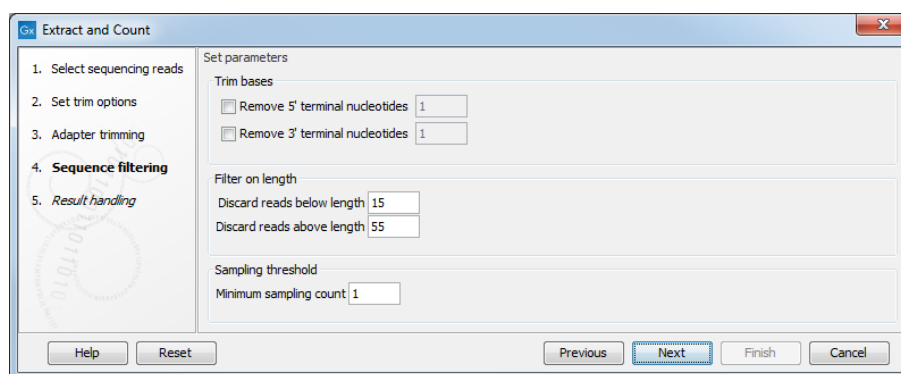 Gx Extract and Count
X
1. Select sequencing reads
2. Set trim options
3. Adapter trimming
4. Sequence filtering
5. Result handling
Set parameters
Trim bases
Remove 5' terminal nucleotides 1
Remove 3' terminal nucleotides 1
Filter on length
Discard reads below length 15
Discard reads above length 55
Sampling threshold
Minimum sampling count 1
Help Reset Previous Next Finish Cancel